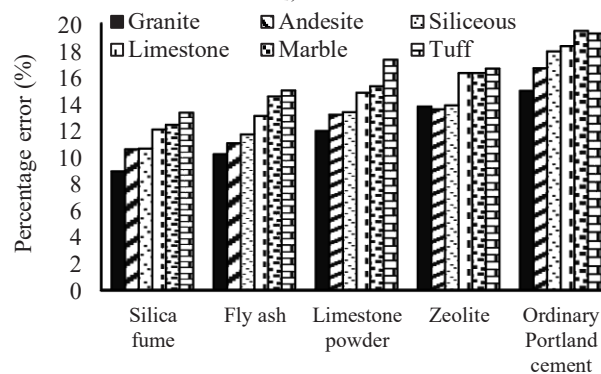 Granite Andesite Siliceous
Limestone Marble Tuff
Percentage error (%)
20
18
16
14
12
10
8
6
4
2
0
Silica fume
Fly ash
Limestone powder
Zeolite
Ordinary Portland cement